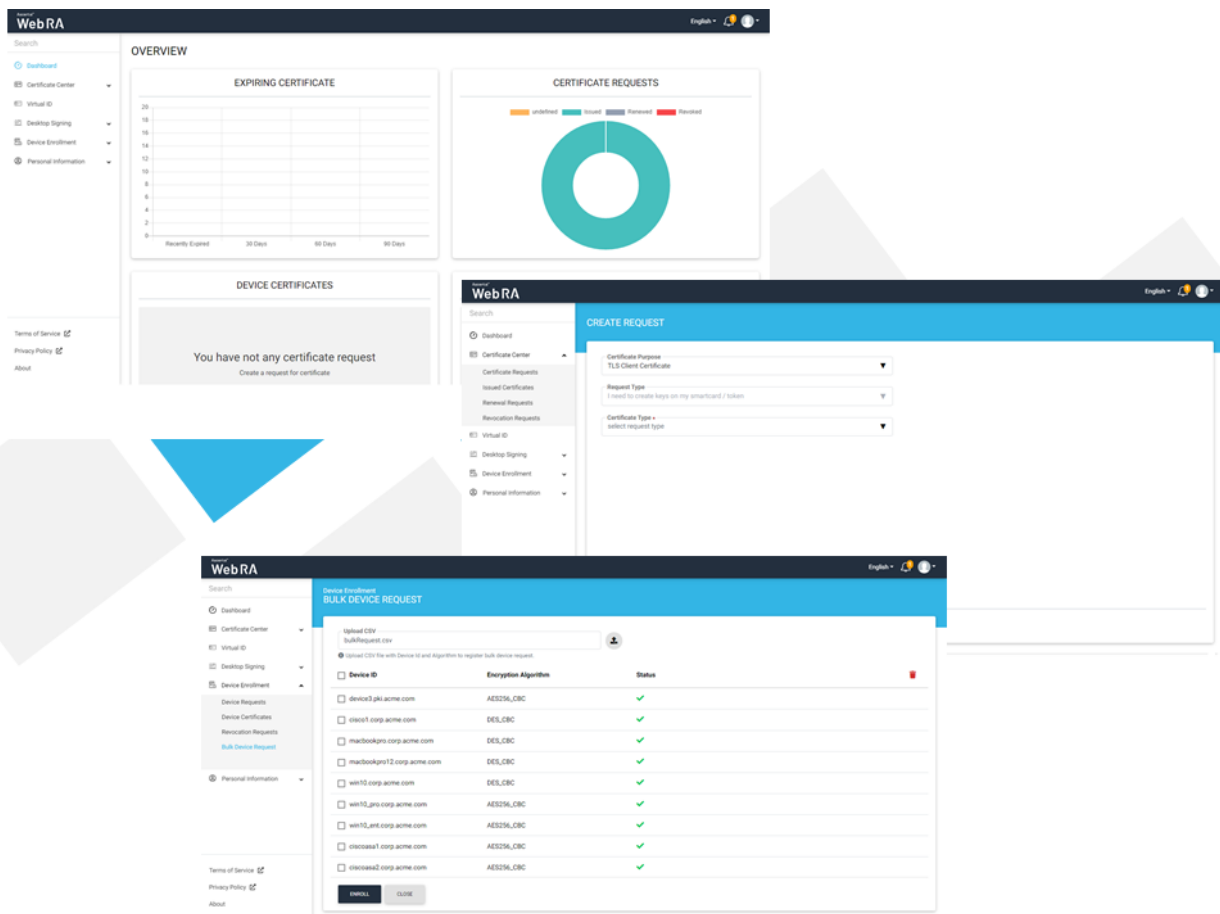 WebRA
English
Search
OVERVIEW
Dashboard
Certificate Center
Virtual ID
Desktop Signing
Device Enrollment
Personal Information
Terms of Service
Privacy Policy
About
EXPIRING CERTIFICATE
20
18
16
14
12
10
8
6
4
2
0
Recently Expired 30 Days 60 Days 90 Days
CERTIFICATE REQUESTS
undefined Issued Renewed Revoked
DEVICE CERTIFICATES
You have not any certificate request
Create a request for certificate
WebRA
English
Search
Dashboard
Certificate Center
Certificate Requests
Issued Certificates
Renewal Requests
Revocation Requests
Virtual ID
Desktop Signing
Device Enrollment
Personal Information
CREATE REQUEST
Certificate Purpose
TLS Client Certificate
Request Type
I need to create keys on my smartcard / token
Certificate Type *
select request type
WebRA
English
Search
Dashboard
Certificate Center
Virtual ID
Desktop Signing
Device Enrollment
Device Requests
Device Certificates
Revocation Requests
Bulk Device Request
Personal Information
Terms of Service
Privacy Policy
About
Device Enrollment
BULK DEVICE REQUEST
Upload CSV
bulkRequest.csv
Upload CSV file with Device Id and Algorithm to register bulk device request.
Device ID Encryption Algorithm Status
device3.pki.acme.com AES256_CBC
cisco1.corp.acme.com DES_CBC
macbookpro.corp.acme.com DES_CBC
macbookpro12.corp.acme.com DES_CBC
win10.corp.acme.com DES_CBC
win10_pro.corp.acme.com AES256_CBC
win10_ent.corp.acme.com AES256_CBC
ciscoasa1.corp.acme.com AES256_CBC
ciscoasa2.corp.acme.com AES256_CBC
ENROLL CLOSE